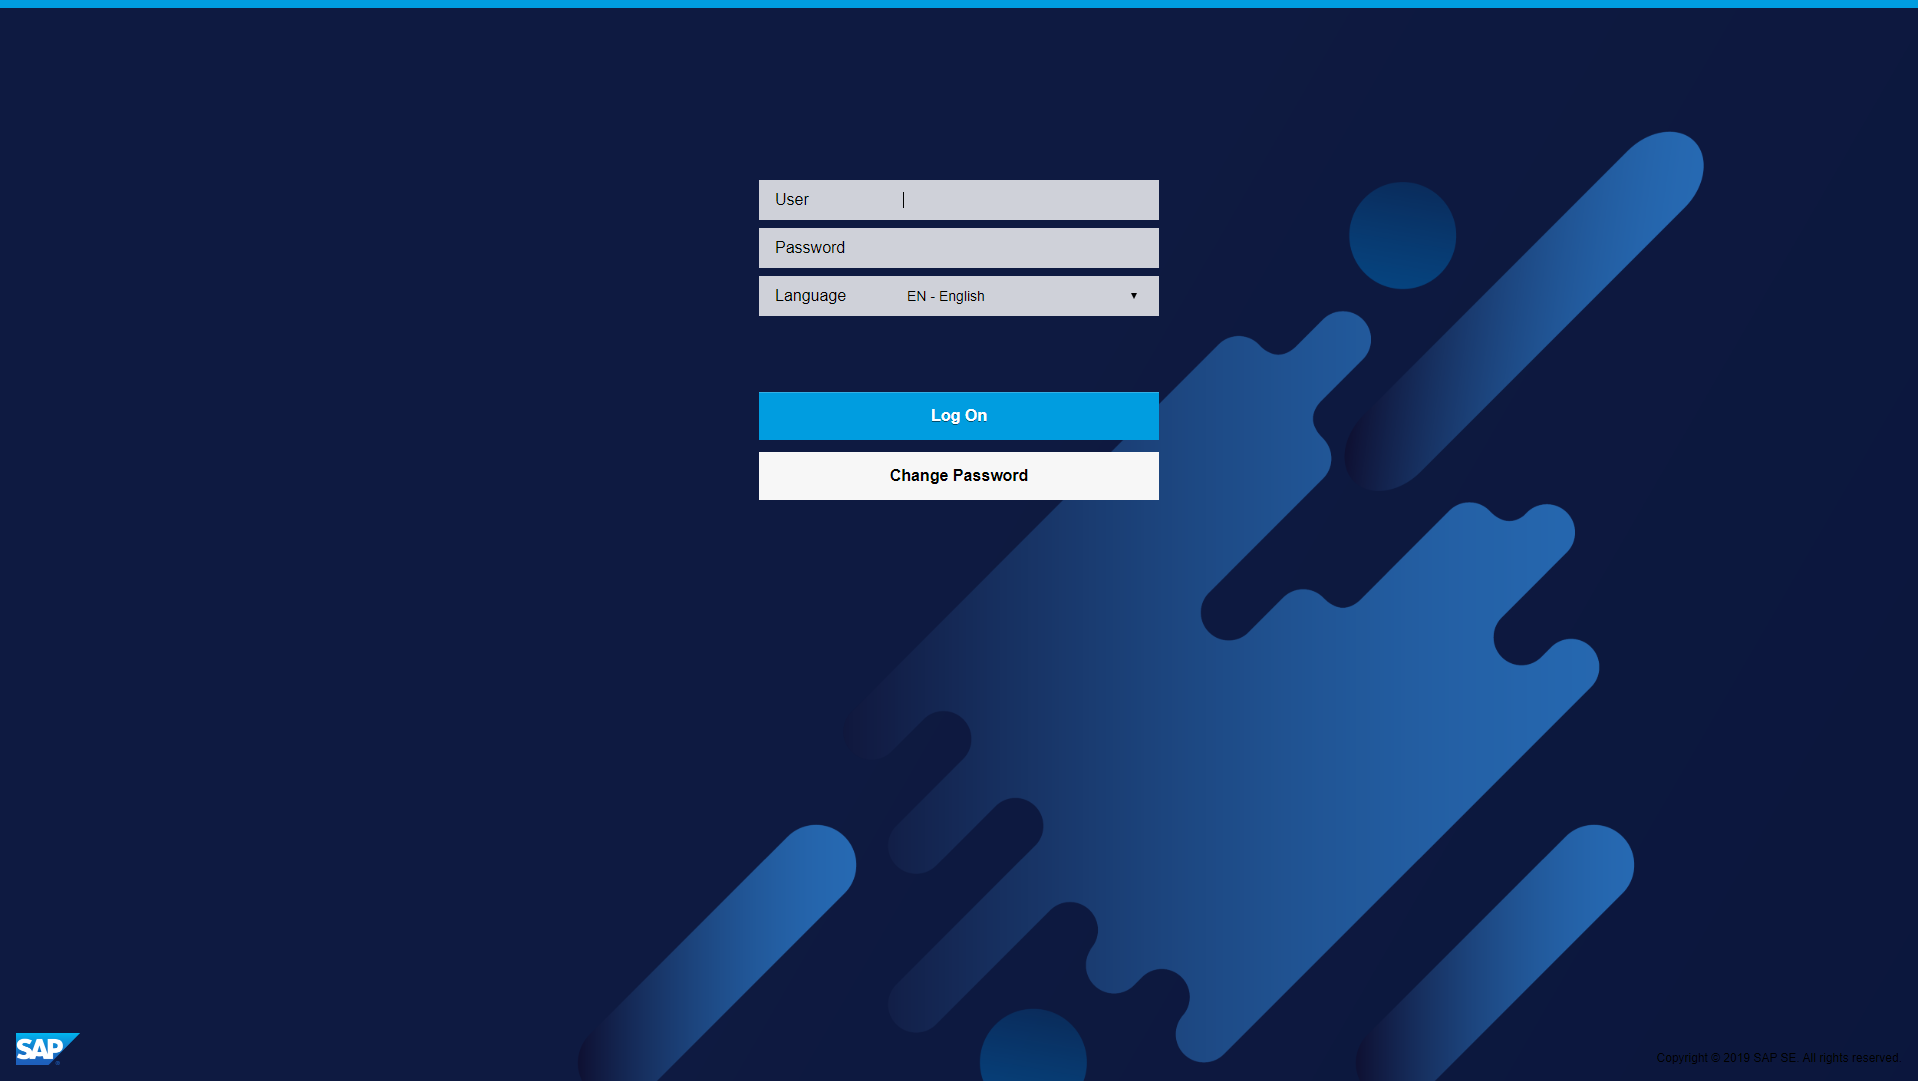 User
Password
Language EN - English
Log On
Change Password
SAP
Copyright © 2019 SAP SE. All rights reserved.